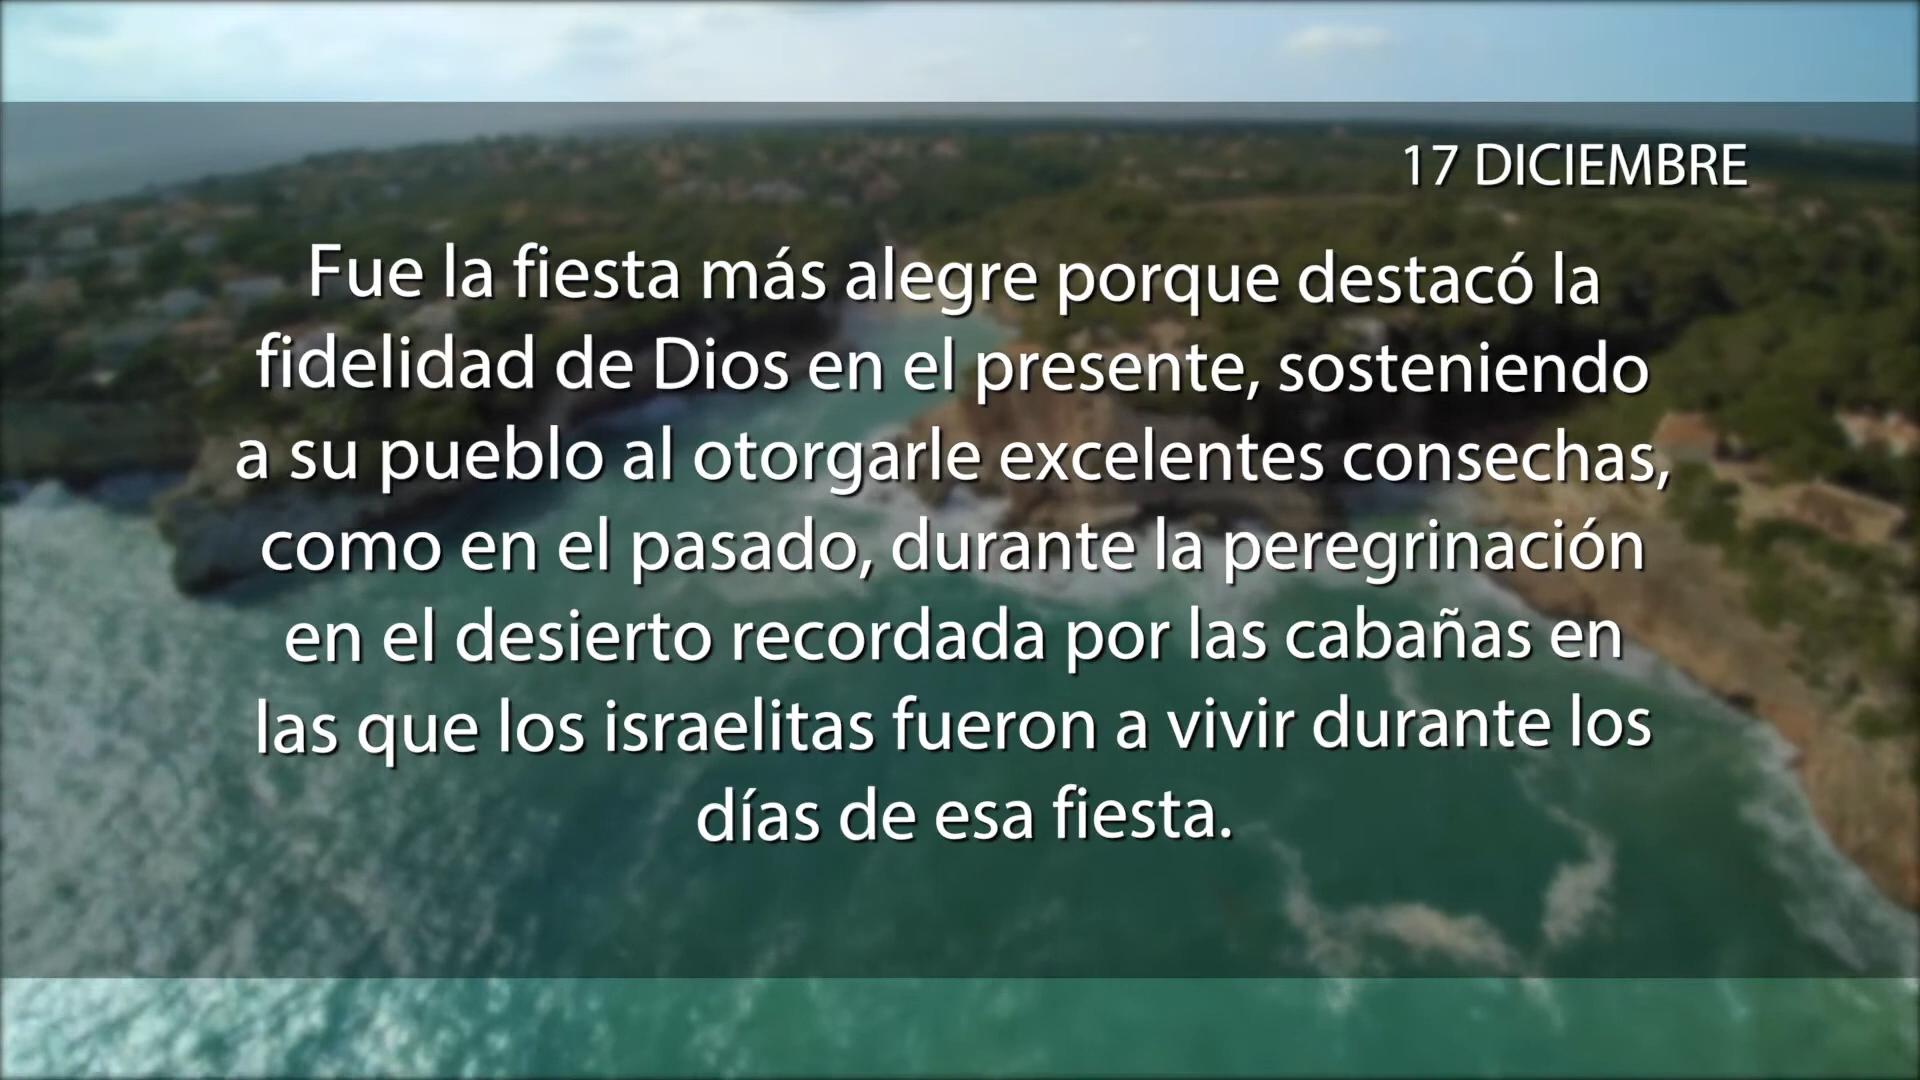 17 DICIEMBRE
Fue la fiesta más alegre porque destacó la
fidelidad de Dios en el presente, sosteniendo
a su pueblo al otorgarle excelentes consechas,
como en el pasado, durante la peregrinación
en el desierto recordada por las cabañas en
las que los israelitas fueron a vivir durante los
días de esa fiesta.